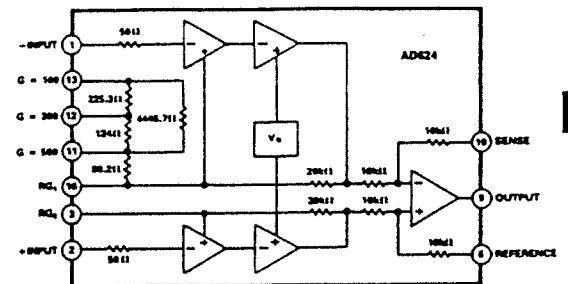 50Ω
−INPUT 1
AD624
G = 100 13
225.3Ω
G = 200 12
6445.7Ω
124Ω
VB
10kΩ
10 SENSE
G = 500 11
80.2Ω
20kΩ
10kΩ
RG1 16
9 OUTPUT
RG2 3
20kΩ
10kΩ
+INPUT 2
10kΩ
6 REFERENCE
50Ω